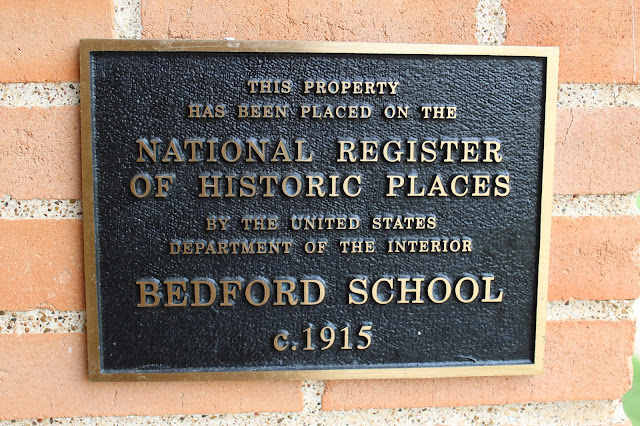 THIS PROPERTY
HAS BEEN PLACED ON THE
NATIONAL REGISTER
OF HISTORIC PLACES
BY THE UNITED STATES
DEPARTMENT OF THE INTERIOR
BEDFORD SCHOOL
c.1915